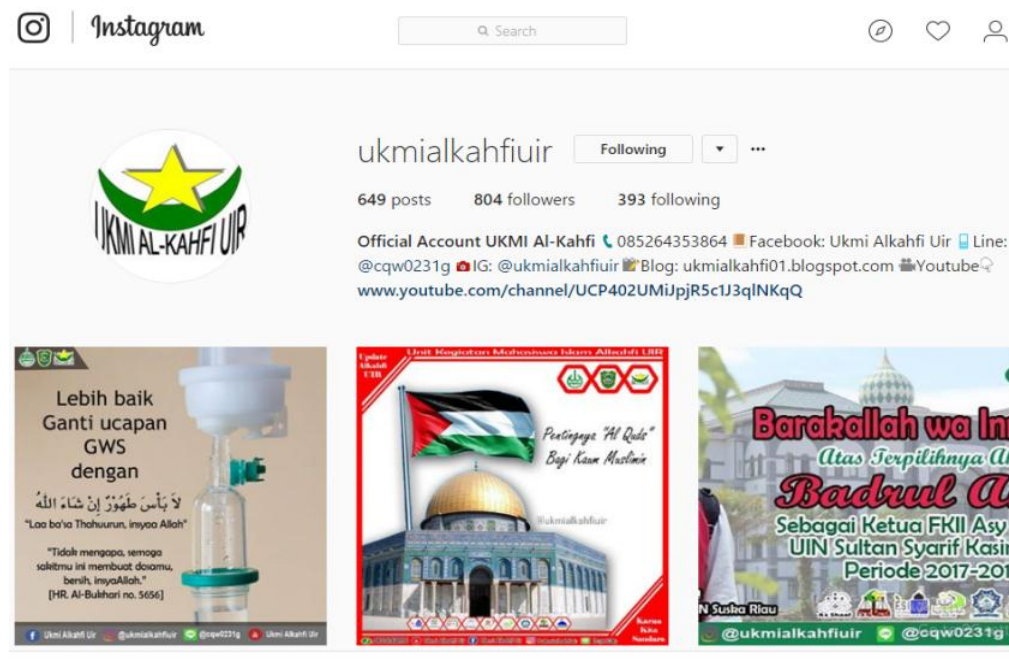 Instagram
Search
ukmialkahfiuir Following
649 posts 804 followers 393 following
Official Account UKMI Al-Kahfi 085264353864 Facebook: Ukmi Alkahfi Uir Line:
@cqw0231g IG: @ukmialkahfiuir Blog: ukmialkahfi01.blogspot.com Youtube
www.youtube.com/channel/UCP402UMiJpjR5c1J3qlNKqQ
UKMI AL-KAHFI UIR
Lebih baik
Ganti ucapan
GWS
dengan
لاَ بَأْسَ طَهُوْرٌ إِنْ شَاءَ اللَّهُ
"Laa ba'sa Thahuurun, insyaa Allah"
"Tidak mengapa, semoga
sakitmu ini membuat dosamu,
bersih, insyaAllah."
[HR. Al-Bukhari no. 5656]
Ukmi Alkahfi Uir @ukmialkahfiuir @cqw0231g Ukmi Alkahfi Uir
Unit Kegiatan Mahasiswa Islam Alkahfi UIR
Update
Alkahfi
UIR
Pentingnya "Al Quds"
Bagi Kaum Muslimin
@ukmialkahfiuir
Karna
Kita
Saudara
Barakallah wa In
Atas Terpilihnya
Badrul
Sebagai Ketua FKII Asy
UIN Sultan Syarif Kasi
Periode 2017-201
N Suska Riau
@ukmialkahfiuir @cqw0231g